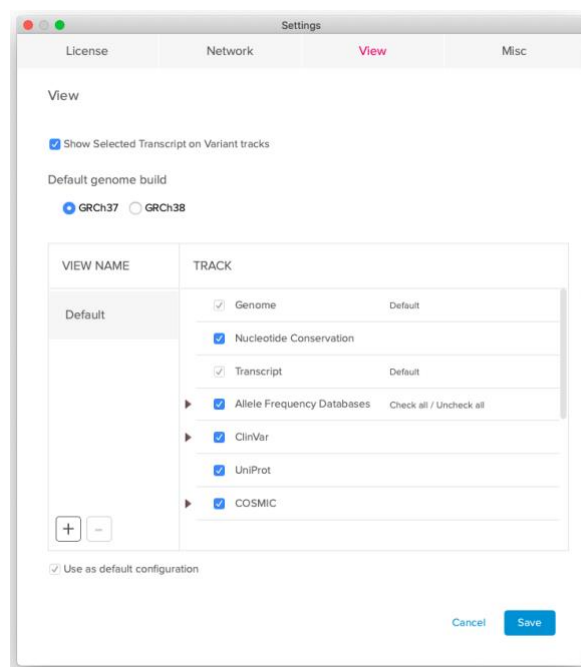 Settings
License Network View Misc
View
Show Selected Transcript on Variant tracks
Default genome build
GRCh37 GRCh38
VIEW NAME TRACK
Default
Genome Default
Nucleotide Conservation
Transcript Default
Allele Frequency Databases Check all / Uncheck all
ClinVar
UniProt
COSMIC
+ -
Use as default configuration
Cancel Save